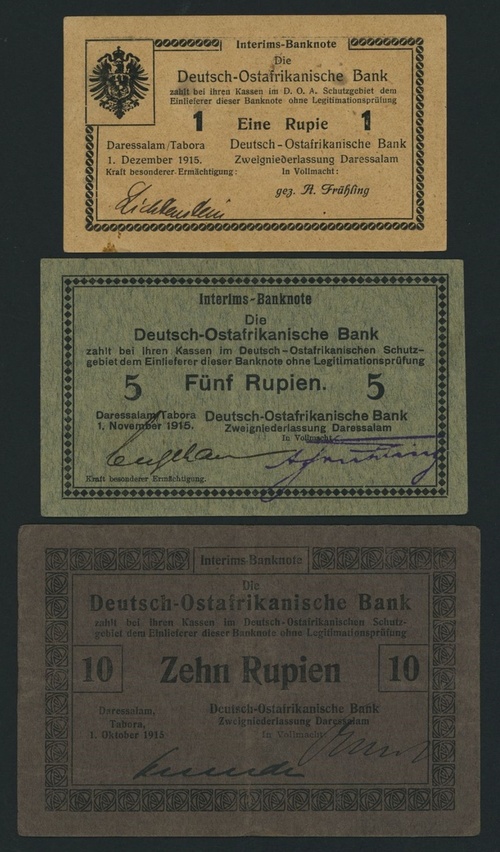 Interims-Banknote
Die
Deutsch-Ostafrikanische Bank
zahlt bei ihren Kassen im D. O. A. Schutzgebiet dem
Einlieferer dieser Banknote ohne Legitimationsprüfung
1 Eine Rupie 1
Daressalam/Tabora Deutsch-Ostafrikanische Bank
1. Dezember 1915. Zweigniederlassung Daressalam
Kraft besonderer Ermächtigung: In Vollmacht:
gez. A. Frühling
Interims-Banknote
Die
Deutsch-Ostafrikanische Bank
zahlt bei ihren Kassen im Deutsch-Ostafrikanischen Schutz-
gebiet dem Einlieferer dieser Banknote ohne Legitimationsprüfung
5 Fünf Rupien. 5
Daressalam/Tabora Deutsch-Ostafrikanische Bank
1. November 1915. Zweigniederlassung Daressalam
In Vollmacht:
Kraft besonderer Ermächtigung.
Interims-Banknote
Die
Deutsch-Ostafrikanische Bank
zahlt bei ihren Kassen im Deutsch-Ostafrikanischen Schutz-
gebiet dem Einlieferer dieser Banknote ohne Legitimationsprüfung
10 Zehn Rupien 10
Daressalam, Deutsch-Ostafrikanische Bank
Tabora, Zweigniederlassung Daressalam
1. Oktober 1915 In Vollmacht: